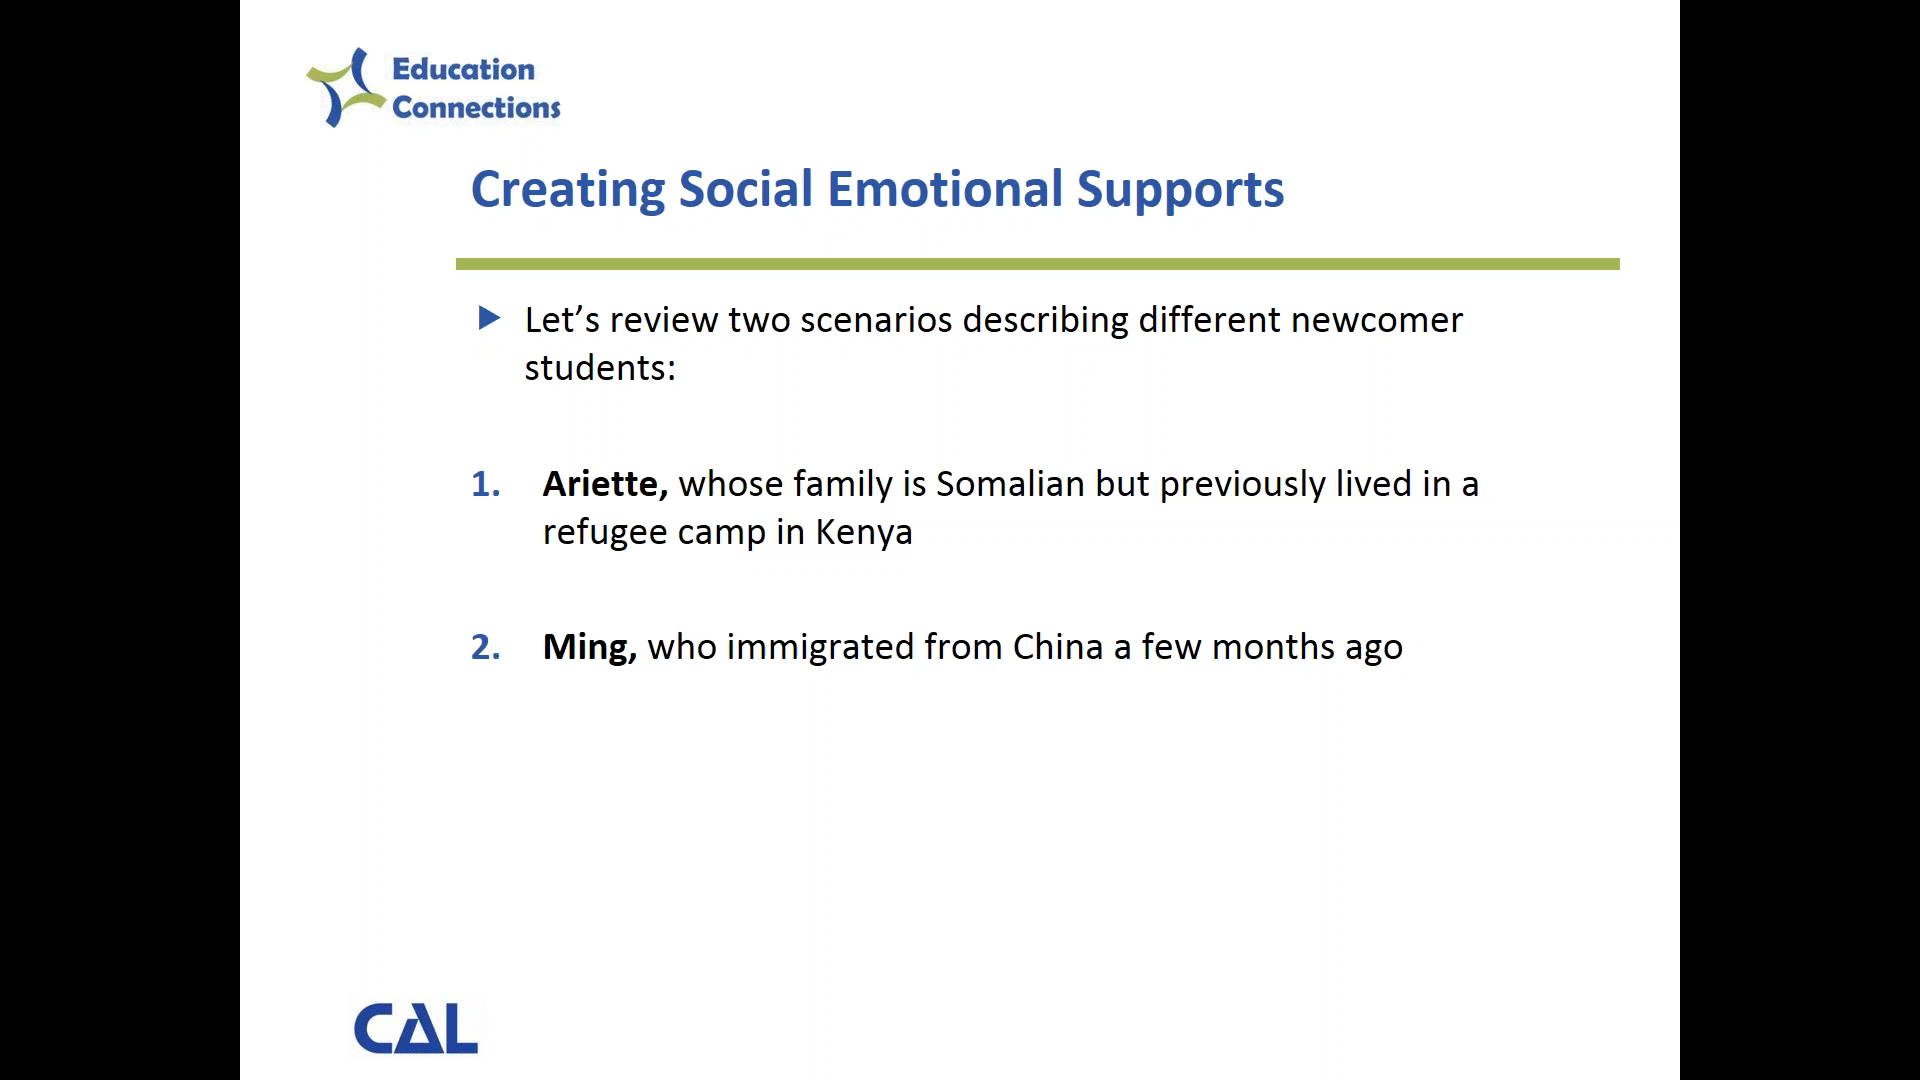 Education
Connections
Creating Social Emotional Supports
Let’s review two scenarios describing different newcomer
students:
1. Ariette, whose family is Somalian but previously lived in a
refugee camp in Kenya
2. Ming, who immigrated from China a few months ago
CAL